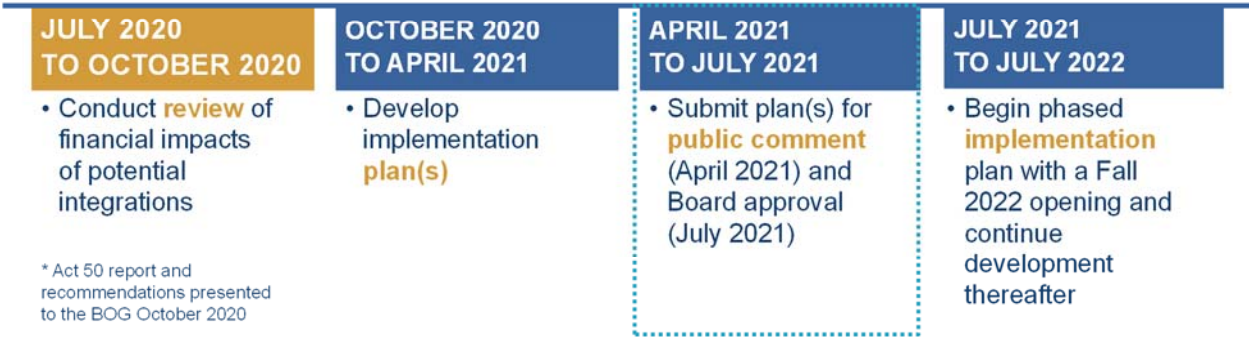 JULY 2020
TO OCTOBER 2020
• Conduct review of
financial impacts
of potential
integrations
* Act 50 report and
recommendations presented
to the BOG October 2020
OCTOBER 2020
TO APRIL 2021
• Develop
implementation
plan(s)
APRIL 2021
TO JULY 2021
• Submit plan(s) for
public comment
(April 2021) and
Board approval
(July 2021)
JULY 2021
TO JULY 2022
• Begin phased
implementation
plan with a Fall
2022 opening and
continue
development
thereafter